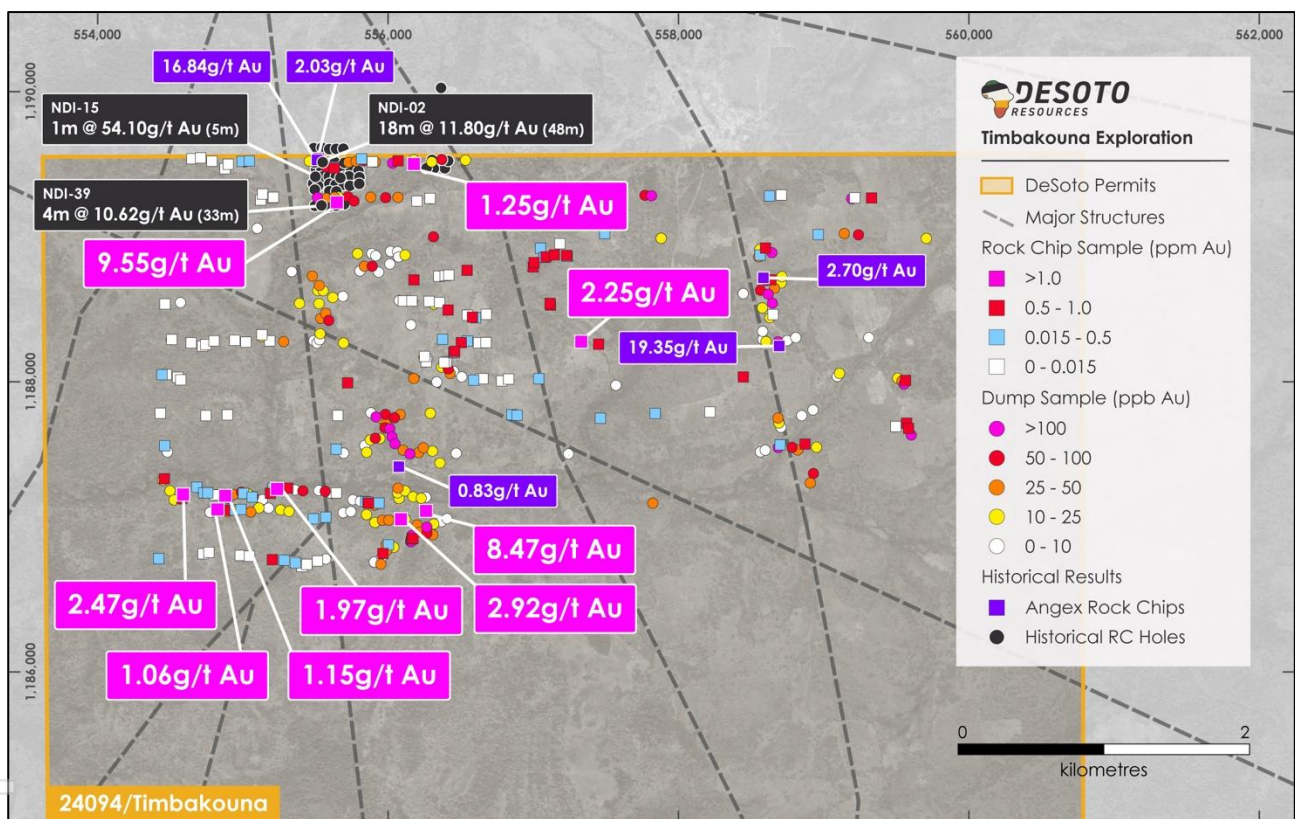 554,000
556,000
558,000
560,000
562,000
1,190,000
1,188,000
1,186,000
16.84g/t Au
2.03g/t Au
NDI-15
1m @ 54.10g/t Au (5m)
NDI-02
18m @ 11.80g/t Au (48m)
NDI-39
4m @ 10.62g/t Au (33m)
1.25g/t Au
9.55g/t Au
2.25g/t Au
2.70g/t Au
19.35g/t Au
0.83g/t Au
8.47g/t Au
2.47g/t Au
1.97g/t Au
2.92g/t Au
1.06g/t Au
1.15g/t Au
24094/Timbakouna
DESOTO
RESOURCES
Timbakouna Exploration
DeSoto Permits
Major Structures
Rock Chip Sample (ppm Au)
>1.0
0.5 - 1.0
0.015 - 0.5
0 - 0.015
Dump Sample (ppb Au)
>100
50 - 100
25 - 50
10 - 25
0 - 10
Historical Results
Angex Rock Chips
Historical RC Holes
0
2
kilometres